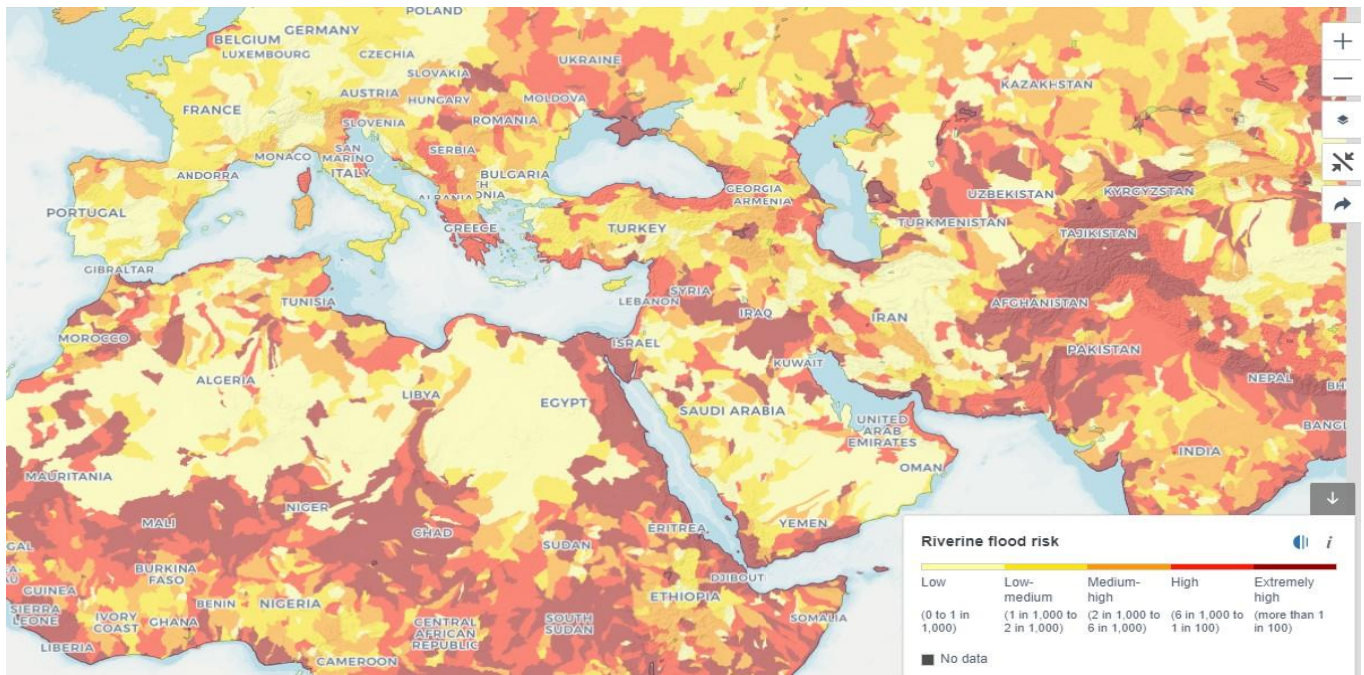 POLAND
GERMANY
BELGIUM
LUXEMBOURG
CZECHIA
UKRAINE
SLOVAKIA
KAZAKHSTAN
AUSTRIA
HUNGARY
MOLDOVA
FRANCE
ROMANIA
SLOVENIA
SAN
MARINO
MONACO
SERBIA
ITALY
ANDORRA
BULGARIA
GEORGIA
ARMENIA
UZBEKISTAN
KYRGYZSTAN
ALBANIA
PORTUGAL
GREECE
TURKEY
TURKMENISTAN
TAJIKISTAN
GIBRALTAR
TUNISIA
LEBANON
SYRIA
AFGHANISTAN
IRAQ
IRAN
MOROCCO
ISRAEL
PAKISTAN
KUWAIT
ALGERIA
LIBYA
EGYPT
NEPAL
BH
SAUDI ARABIA
UNITED
ARAB
EMIRATES
BANGL
INDIA
OMAN
MAURITANIA
NIGER
MALI
CHAD
ERITREA
YEMEN
SUDAN
GAL
BURKINA
FASO
DJIBOUT
GUINEA
BENIN
NIGERIA
ETHIOPIA
SIERRA
LEONE
IVORY
COAST
GHANA
CENTRAL
AFRICAN
REPUBLIC
SOUTH
SUDAN
SOMALIA
LIBERIA
CAMEROON
Riverine flood risk
i
Low
(0 to 1 in
1,000)
Low-
medium
(1 in 1,000 to
2 in 1,000)
Medium-
high
(2 in 1,000 to
6 in 1,000)
High
(6 in 1,000 to
1 in 100)
Extremely
high
(more than 1
in 100)
No data